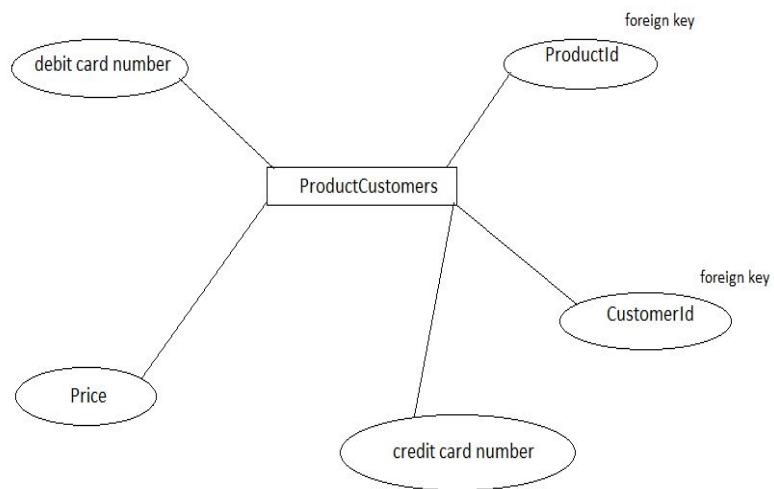 foreign key
debit card number
ProductId
ProductCustomers
foreign key
CustomerId
Price
credit card number